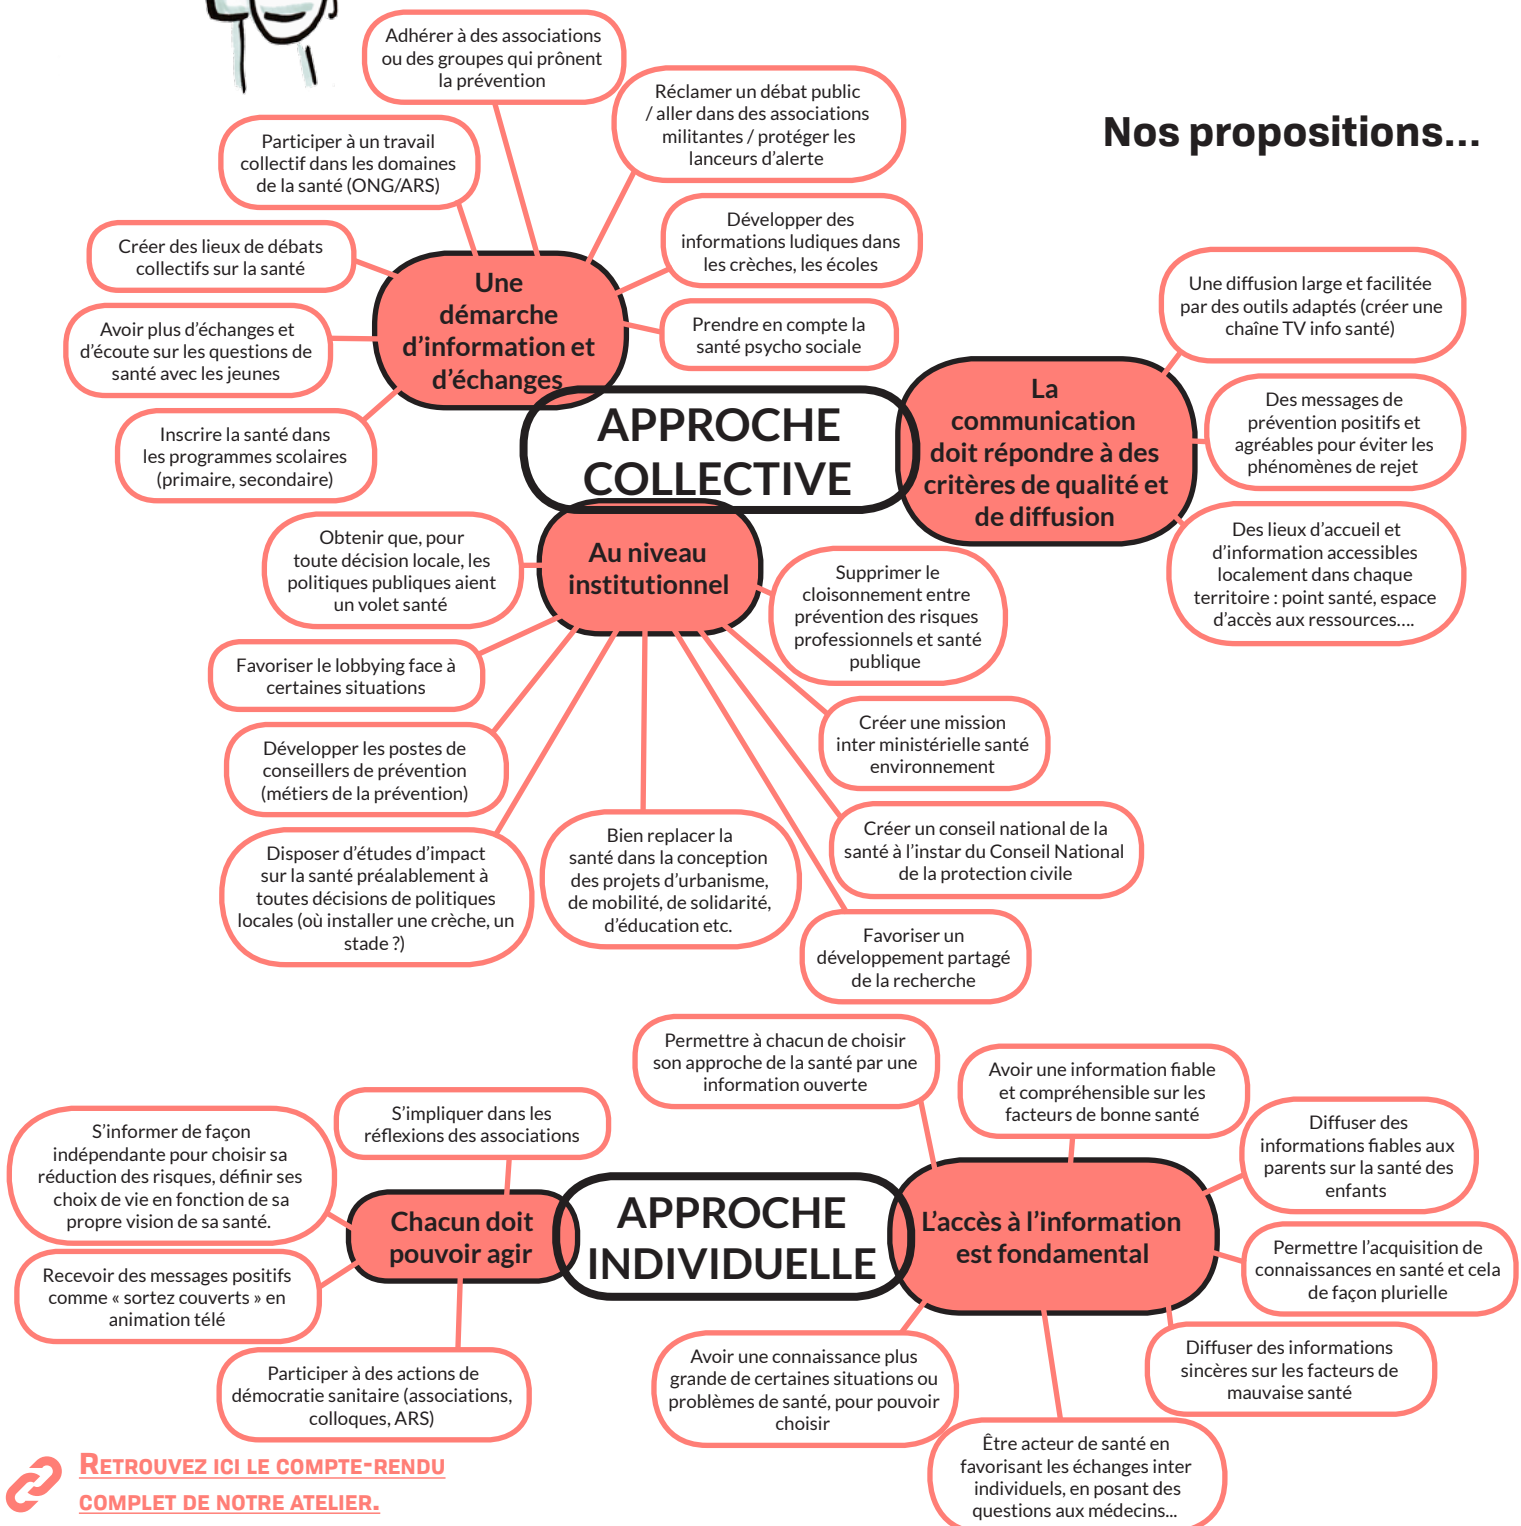 Nos propositions...
Adhérer à des associations
ou des groupes qui prônent
la prévention
Réclamer un débat public
/ aller dans des associations
militantes / protéger les
lanceurs d'alerte
Participer à un travail
collectif dans les domaines
de la santé (ONG/ARS)
Développer des
informations ludiques dans
les crèches, les écoles
Créer des lieux de débats
collectifs sur la santé
Prendre en compte la
santé psycho sociale
Avoir plus d'échanges et
d'écoute sur les questions de
santé avec les jeunes
Inscrire la santé dans
les programmes scolaires
(primaire, secondaire)
Une
démarche
d'information et
d'échanges
APPROCHE
COLLECTIVE
La
communication
doit répondre à des
critères de qualité et
de diffusion
Une diffusion large et facilitée
par des outils adaptés (créer une
chaîne TV info santé)
Des messages de
prévention positifs et
agréables pour éviter les
phénomènes de rejet
Des lieux d'accueil et
d'information accessibles
localement dans chaque
territoire : point santé, espace
d'accès aux ressources....
Au niveau
institutionnel
Obtenir que, pour
toute décision locale, les
politiques publiques aient
un volet santé
Supprimer le
cloisonnement entre
prévention des risques
professionnels et santé
publique
Favoriser le lobbying face à
certaines situations
Créer une mission
inter ministérielle santé
environnement
Développer les postes de
conseillers de prévention
(métiers de la prévention)
Créer un conseil national de la
santé à l'instar du Conseil National
de la protection civile
Disposer d'études d'impact
sur la santé préalablement à
toutes décisions de politiques
locales (où installer une crèche, un
stade ?)
Bien replacer la
santé dans la conception
des projets d'urbanisme,
de mobilité, de solidarité,
d'éducation etc.
Favoriser un
développement partagé
de la recherche
Permettre à chacun de choisir
son approche de la santé par une
information ouverte
Avoir une information fiable
et compréhensible sur les
facteurs de bonne santé
S'impliquer dans les
réflexions des associations
S'informer de façon
indépendante pour choisir sa
réduction des risques, définir ses
choix de vie en fonction de sa
propre vision de sa santé.
Diffuser des
informations fiables aux
parents sur la santé des
enfants
Chacun doit
pouvoir agir
APPROCHE
INDIVIDUELLE
L'accès à l'information
est fondamental
Recevoir des messages positifs
comme « sortez couverts » en
animation télé
Permettre l'acquisition de
connaissances en santé et cela
de façon plurielle
Participer à des actions de
démocratie sanitaire (associations,
colloques, ARS)
Avoir une connaissance plus
grande de certaines situations ou
problèmes de santé, pour pouvoir
choisir
Diffuser des informations
sincères sur les facteurs de
mauvaise santé
Être acteur de santé en
favorisant les échanges inter
individuels, en posant des
questions aux médecins...
RETROUVEZ ICI LE COMPTE-RENDU
COMPLET DE NOTRE ATELIER.